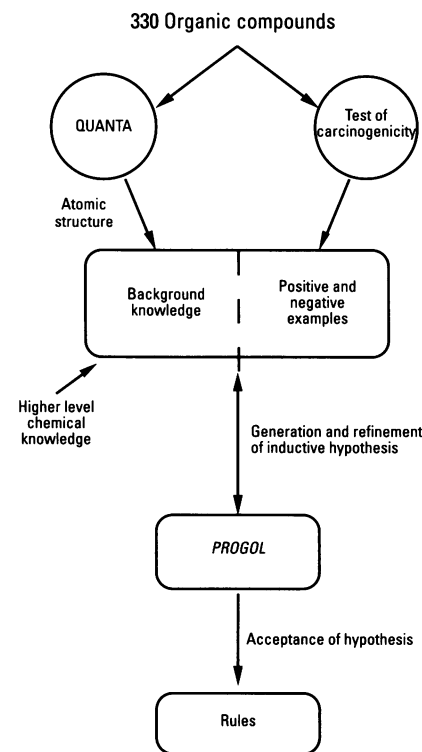 330 Organic compounds
QUANTA
Test of
carcinogenicity
Atomic
structure
Background
knowledge
Positive and
negative
examples
Higher level
chemical
knowledge
Generation and refinement
of inductive hypothesis
PROGOL
Acceptance of hypothesis
Rules